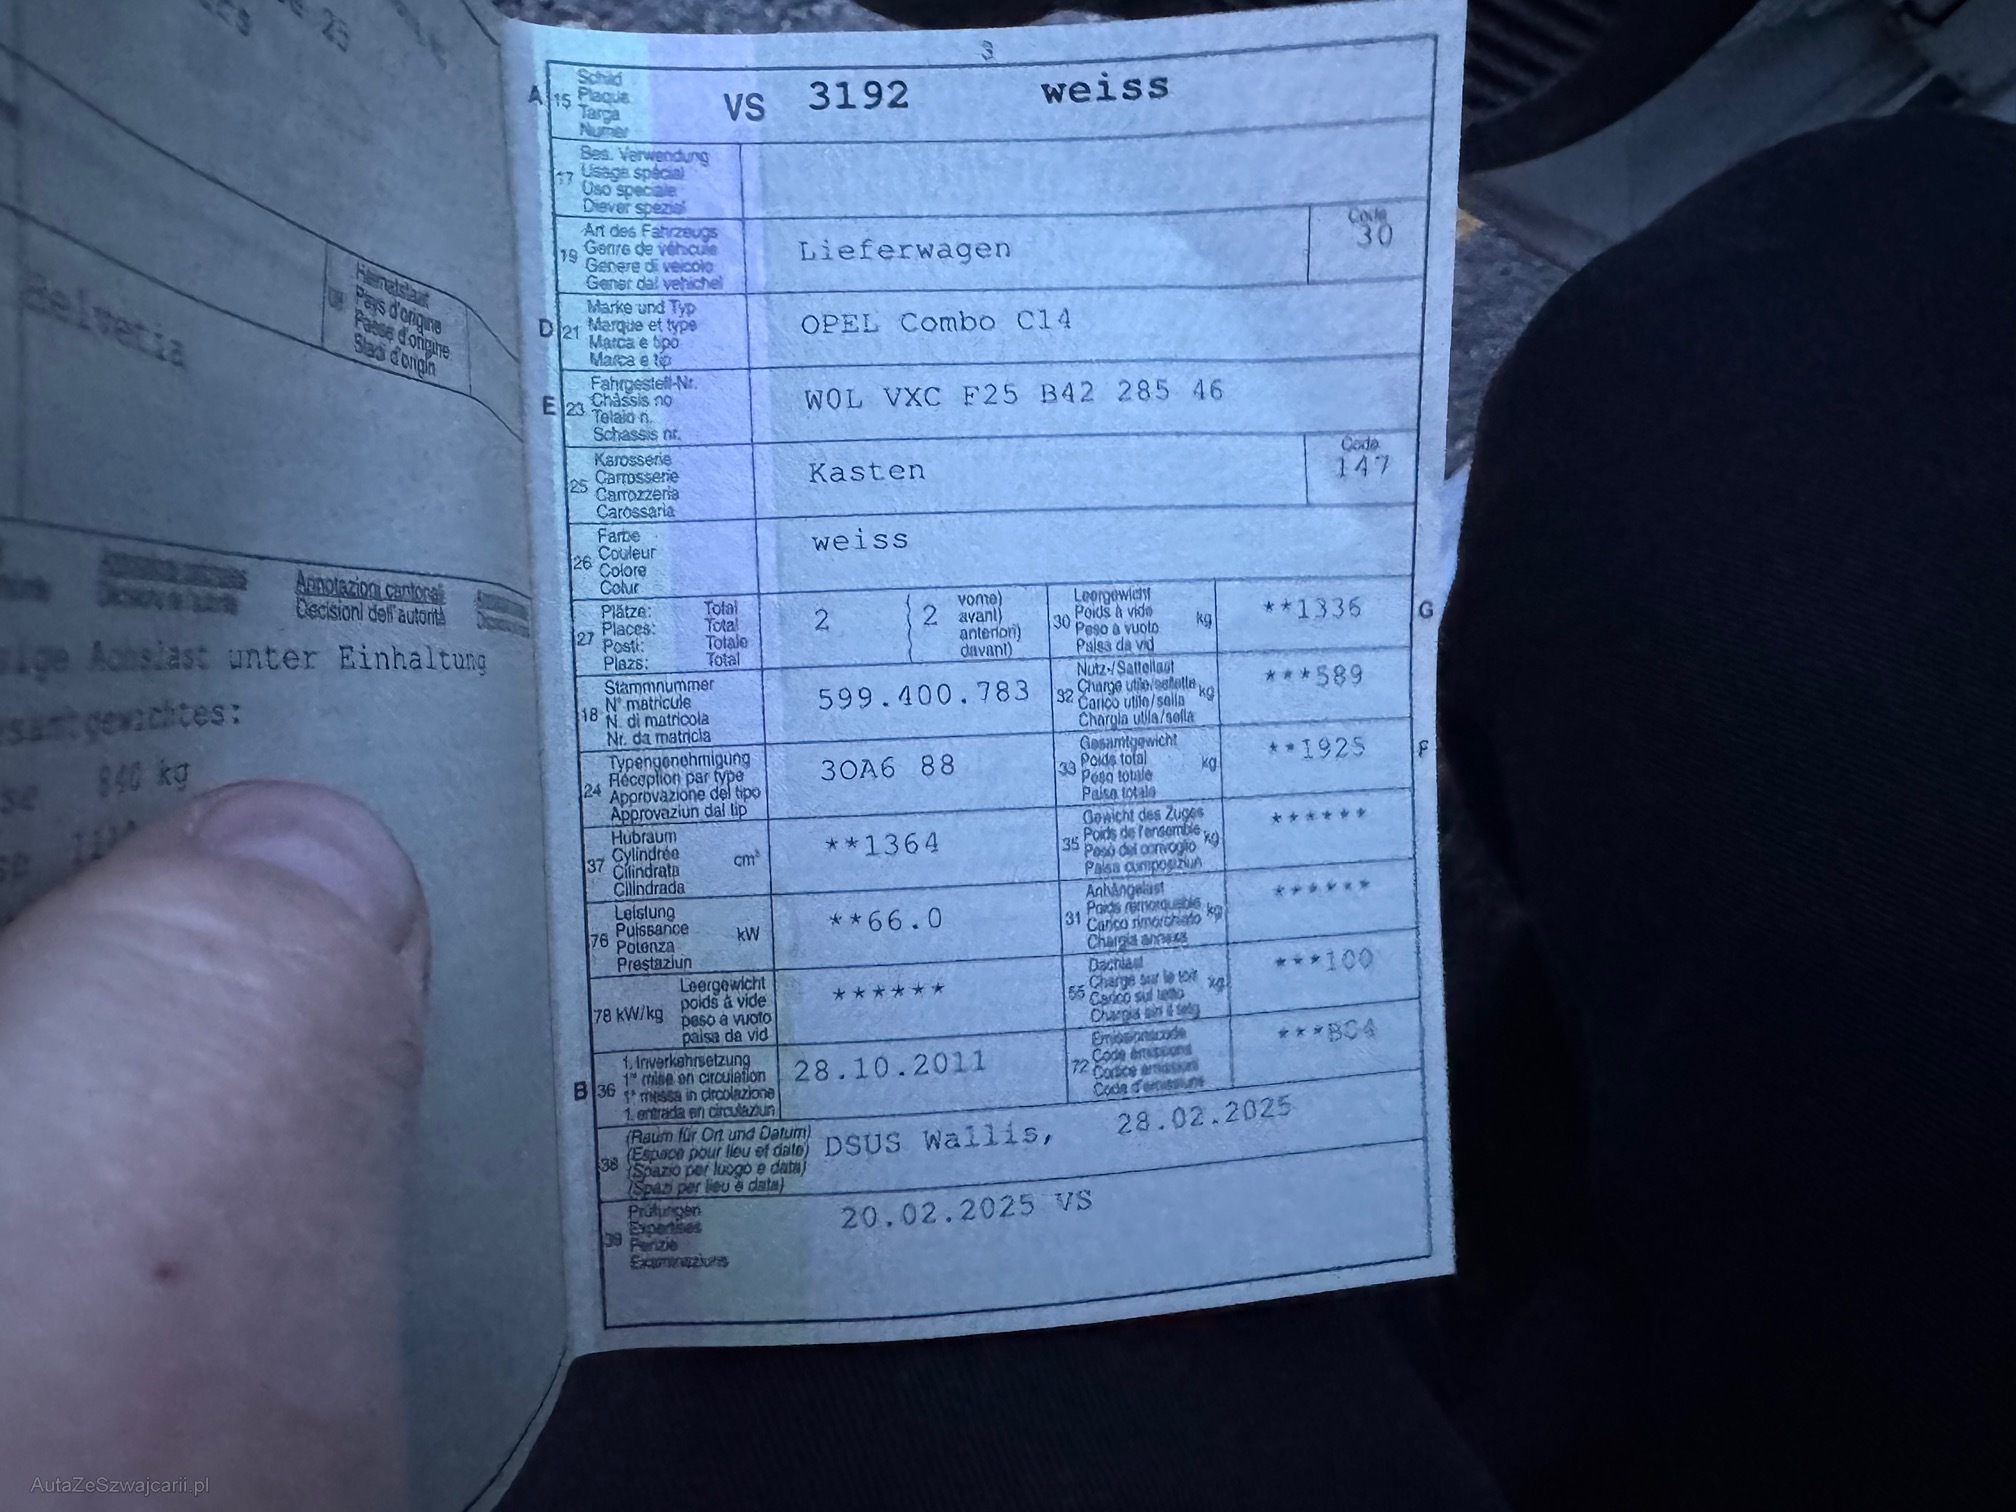 3
A 15 Schild
Plaque
Targa
Numer
VS 3192 weiss
17 Bes. Verwendung
Usage spécial
Uso speciale
Diever spezial
19 Art des Fahrzeugs
Genre de véhicule
Genere di veicolo
Gener dal vehichel
Lieferwagen
Code
30
D 21 Marke und Typ
Marque et type
Marca e tipo
Marca e tip
OPEL Combo C14
E 23 Fahrgestell-Nr.
Châssis no
Telaio n.
Schassis nr.
W0L VXC F25 B42 285 46
25 Karosserie
Carrosserie
Carrozzeria
Carossaria
Kasten
Code
147
26 Farbe
Couleur
Colore
Colur
weiss
27 Plätze: Total
Places: Total
Posti: Totale
Plazs: Total
2 ( 2 vorne)
avant)
anteriori)
davant)
30 Leergewicht
Poids à vide
Peso a vuoto
Paisa da vid
kg
**1336
G
18 Stammnummer
N° matricule
N. di matricola
Nr. da matricla
599.400.783
32 Nutz-/Sattellast
Charge utile/sellette
Carico utile/sella
Chargia utila/sella
kg
***589
24 Typengenehmigung
Réception par type
Approvazione del tipo
Approvaziun dal tip
3OA6 88
33 Gesamtgewicht
Poids total
Peso totale
Paisa totala
kg
**1925
F
37 Hubraum
Cylindrée
Cilindrata
Cilindrada
cm³
**1364
35 Gewicht des Zuges
Poids de l'ensemble
Peso del convoglio
Paisa cumposiziun
kg
******
76 Leistung
Puissance
Potenza
Prestaziun
kW
**66.0
31 Anhängelast
Poids remorquable
Carico rimorchiato
Chargia annexa
kg
******
78 kW/kg Leergewicht
poids à vide
peso a vuoto
paisa da vid
******
55 Dachlast
Charge sur le toit
Carico sul tetto
Chargia sin il tetg
kg
***100
B 36 1. Inverkehrsetzung
1re mise en circulation
1a messa in circolazione
1. entrada en circulaziun
28.10.2011
72 Emissionscode
Code émissions
Codice emissioni
Code d'emissiuns
***B04
38 (Raum für Ort und Datum)
(Espace pour lieu et date)
(Spazio per luogo e data)
(Spazi per lieu e data)
DSUS Wallis, 28.02.2025
39 Prüfungen
Expertises
Perizie
Examinaziuns
20.02.2025 VS
Helvetia
Heimatstaat
Pays d'origine
Paese d'origine
Stadi d'origin
Annotazioni cantonali
Decisioni dell'autorità
unter Einhaltung
840 kg
AutaZeSzwajcarii.pl